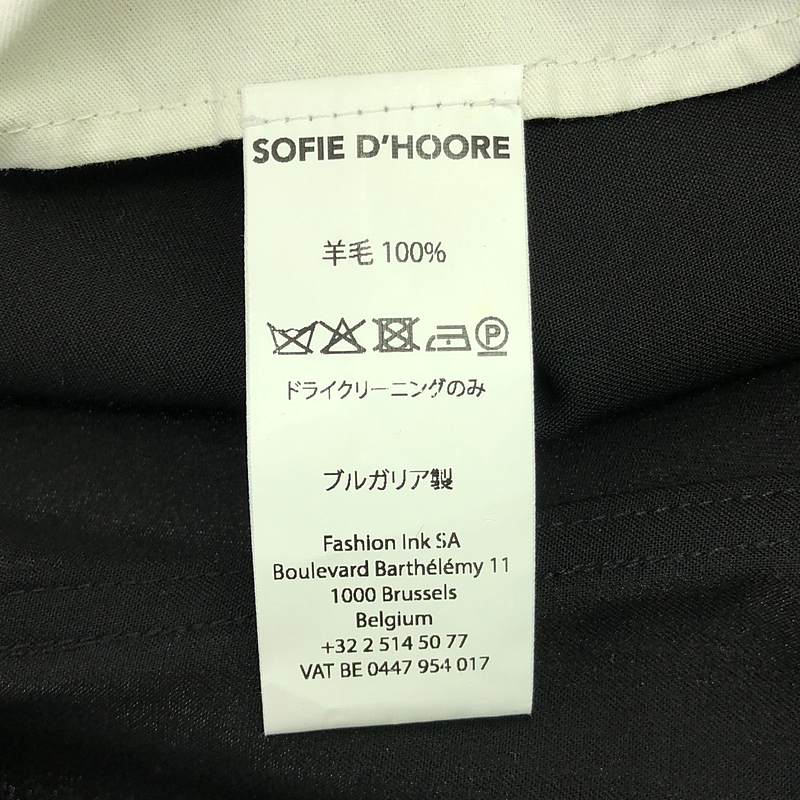 SOFIE D'HOORE
羊毛 100%
P
ドライクリーニングのみ
ブルガリア製
Fashion Ink SA
Boulevard Barthélémy 11
1000 Brussels
Belgium
+32 2 514 50 77
VAT BE 0447 954 017